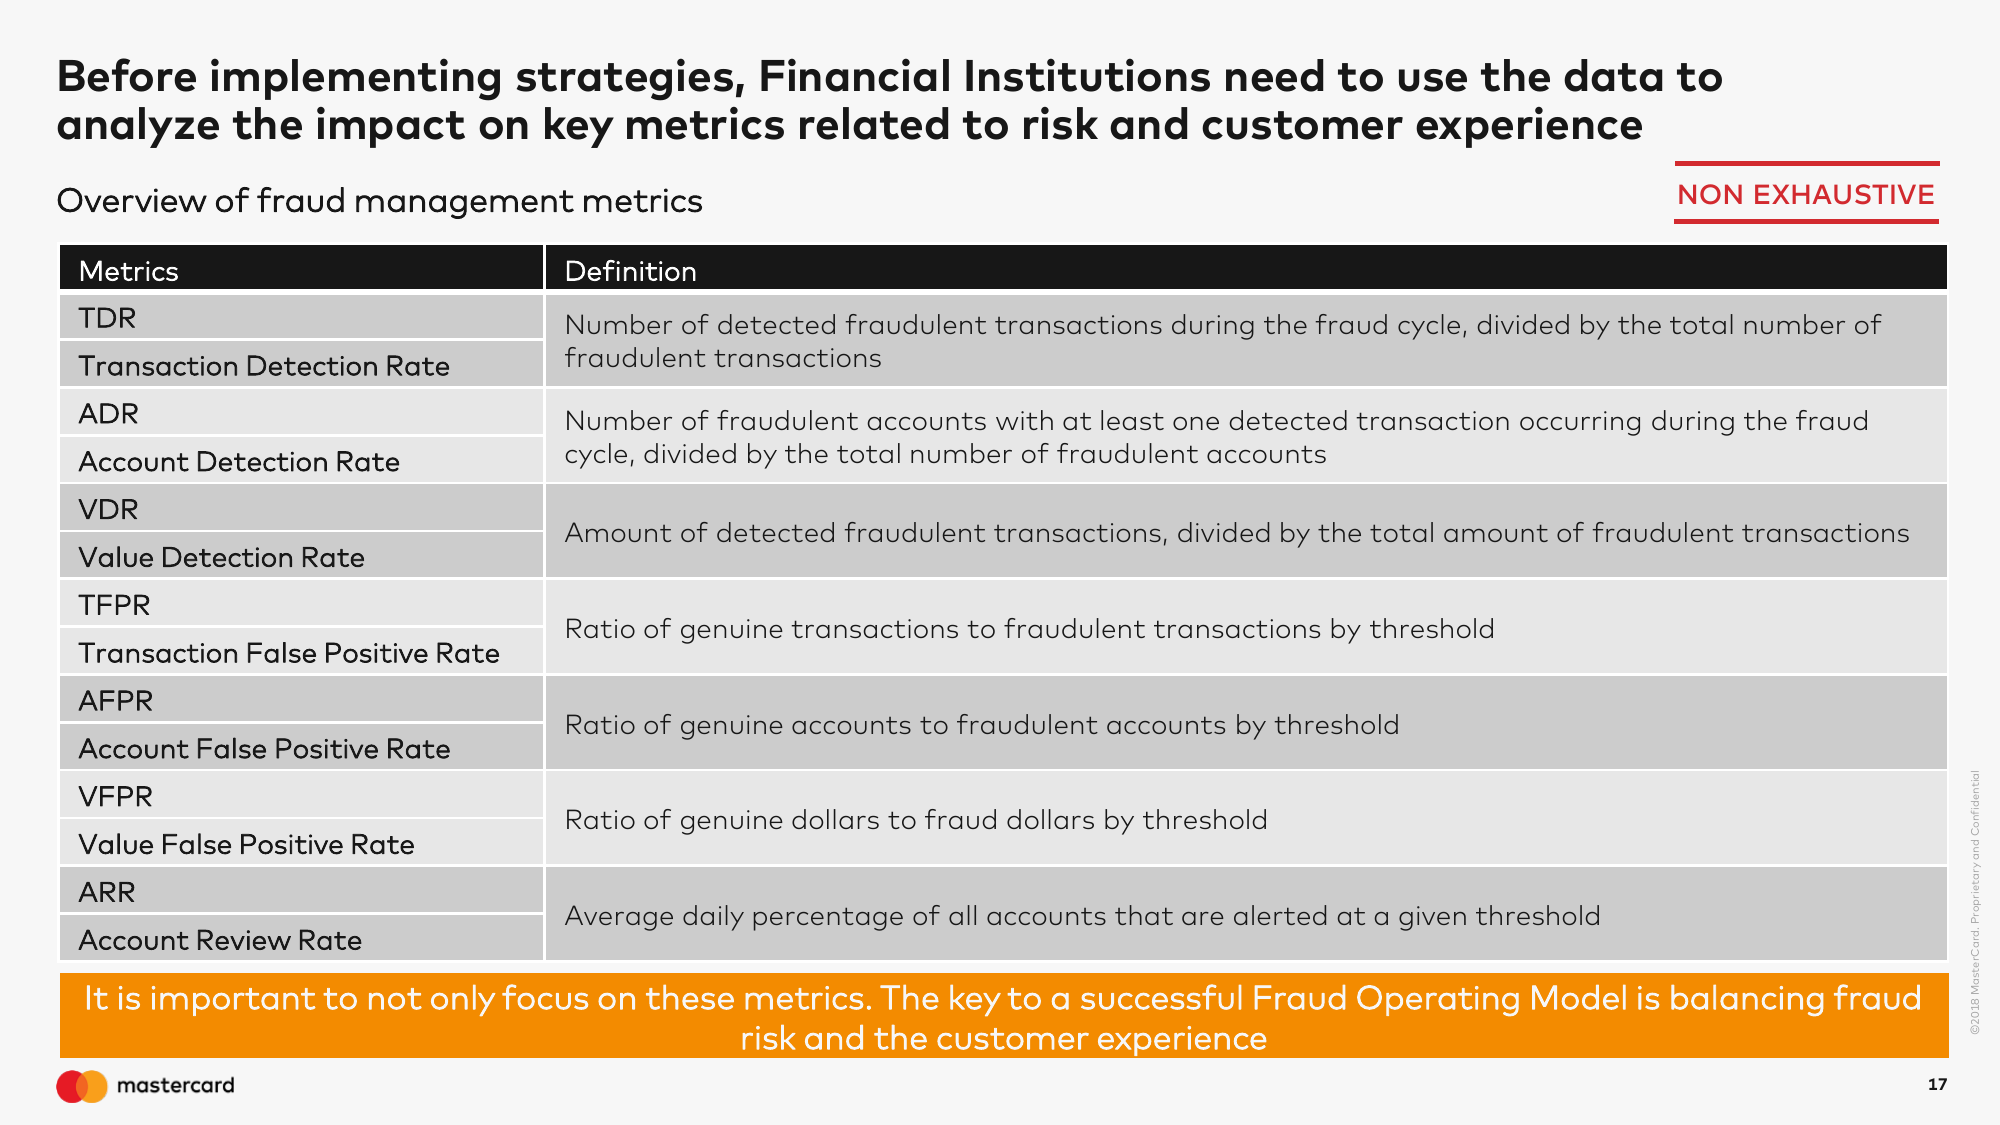 Before implementing strategies, Financial Institutions need to use the data to
analyze the impact on key metrics related to risk and customer experience
NON EXHAUSTIVE
Overview of fraud management metrics
Metrics
Definition
TDR
Transaction Detection Rate
Number of detected fraudulent transactions during the fraud cycle, divided by the total number of
fraudulent transactions
ADR
Account Detection Rate
Number of fraudulent accounts with at least one detected transaction occurring during the fraud
cycle, divided by the total number of fraudulent accounts
VDR
Value Detection Rate
Amount of detected fraudulent transactions, divided by the total amount of fraudulent transactions
TFPR
Transaction False Positive Rate
Ratio of genuine transactions to fraudulent transactions by threshold
AFPR
Account False Positive Rate
Ratio of genuine accounts to fraudulent accounts by threshold
VFPR
Value False Positive Rate
Ratio of genuine dollars to fraud dollars by threshold
ARR
Account Review Rate
Average daily percentage of all accounts that are alerted at a given threshold
It is important to not only focus on these metrics. The key to a successful Fraud Operating Model is balancing fraud
risk and the customer experience
©2018 MasterCard. Proprietary and Confidential
mastercard
17